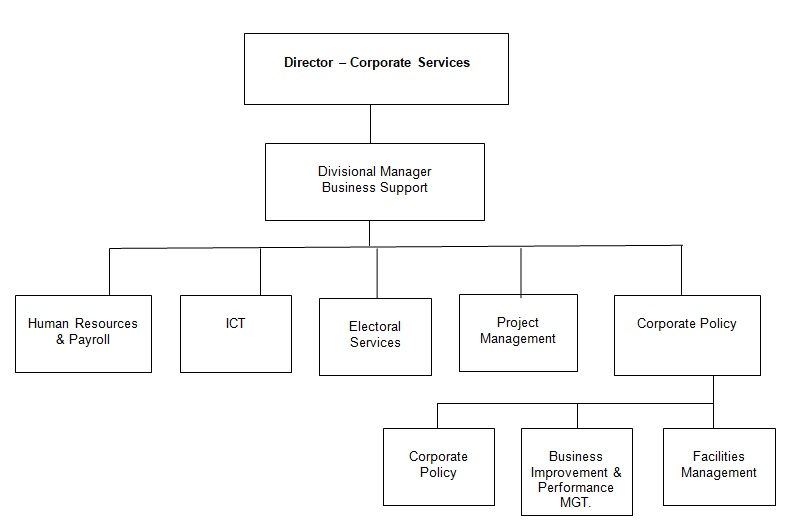 Director – Corporate Services
Divisional Manager
Business Support
Human Resources
& Payroll
ICT
Electoral
Services
Project
Management
Corporate Policy
Corporate
Policy
Business
Improvement &
Performance
MGT.
Facilities
Management